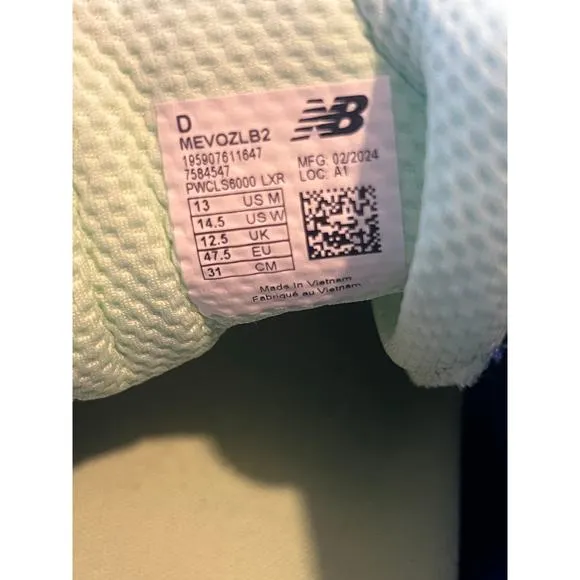 D
MEVOZLB2
195907611647
7584547
PWCLS6000 LXR
NB
MFG: 02/2024
LOC: A1
13 US M
14.5 US W
12.5 UK
47.5 EU
31 CM
Made In Vietnam
Fabriqué au Vietnam